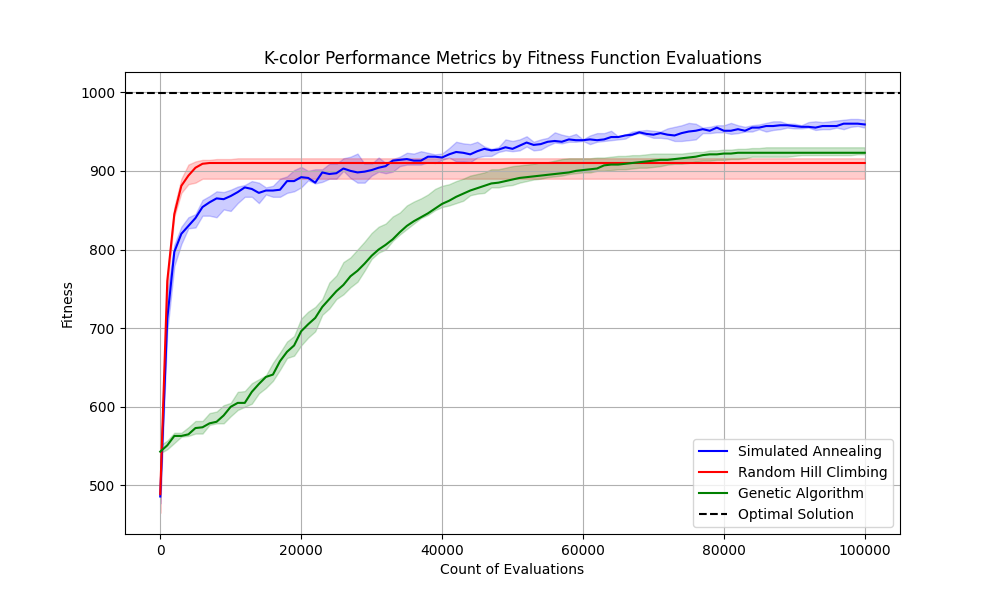 K-color Performance Metrics by Fitness Function Evaluations
1000
900
800
700
600
500
Fitness
0 20000 40000 60000 80000 100000
Count of Evaluations
Simulated Annealing
Random Hill Climbing
Genetic Algorithm
Optimal Solution